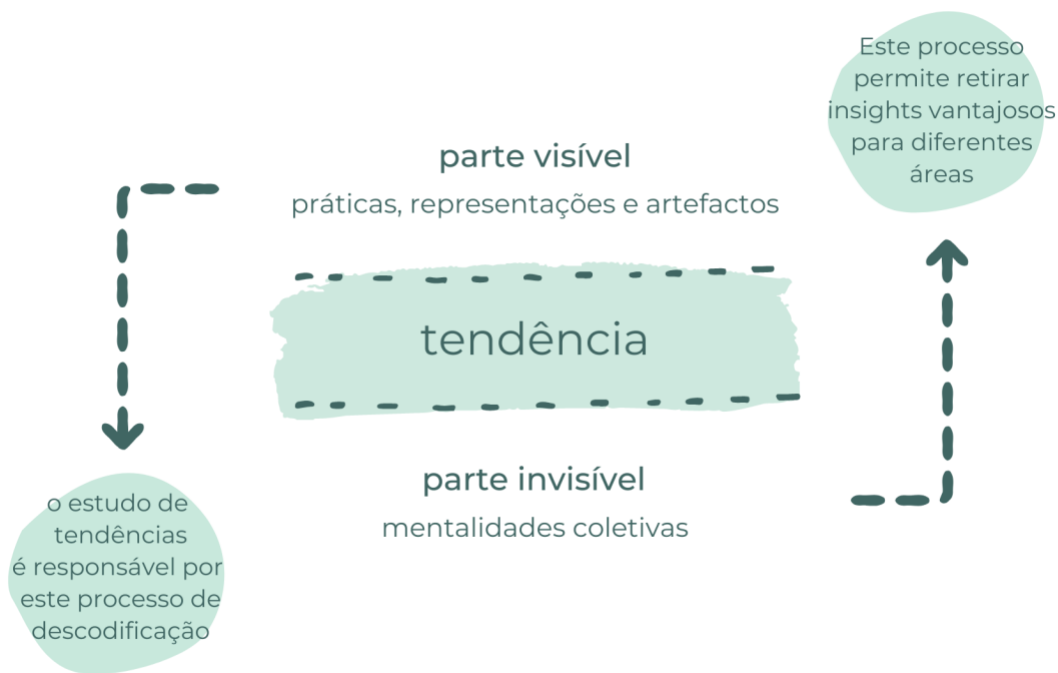 Este processo
permite retirar
insights vantajosos
para diferentes
áreas
parte visível
práticas, representações e artefactos
tendência
parte invisível
mentalidades coletivas
o estudo de
tendências
é responsável por
este processo de
descodificação